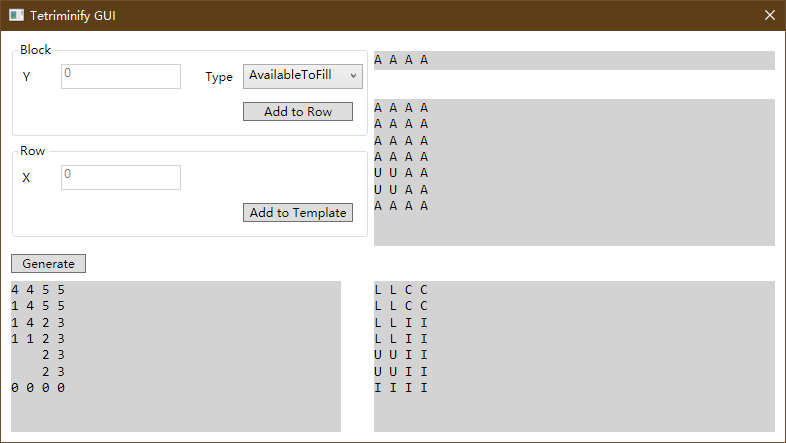 Tetriminify GUI
Block
Y 0 Type AvailableToFill
Add to Row
Row
X 0
Add to Template
A A A A
A A A A
A A A A
A A A A
A A A A
U U A A
U U A A
A A A A
Generate
4 4 5 5
1 4 5 5
1 4 2 3
1 1 2 3
2 3
2 3
0 0 0 0
L L C C
L L C C
L L I I
L L I I
U U I I
U U I I
I I I I